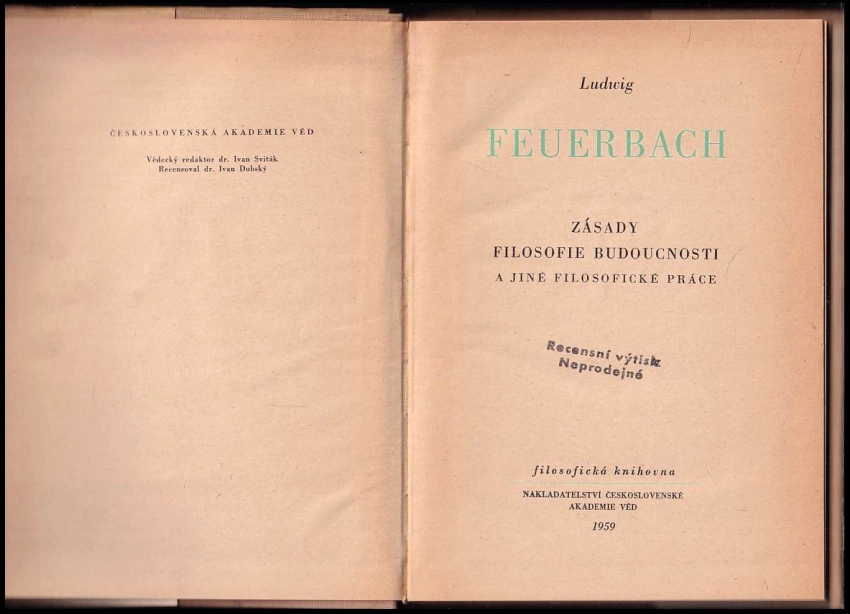 ČESKOSLOVENSKÁ AKADEMIE VĚD
Vědecký redaktor dr. Ivan Sviták
Recensoval dr. Ivan Dubský
Ludwig
FEUERBACH
ZÁSADY
FILOSOFIE BUDOUCNOSTI
A JINÉ FILOSOFICKÉ PRÁCE
Recensní výtisk
Neprodejné
filosofická knihovna
NAKLADATELSTVÍ ČESKOSLOVENSKÉ
AKADEMIE VĚD
1959